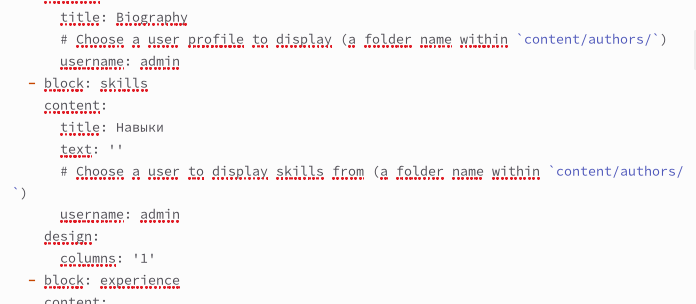 title: Biography
# Choose a user profile to display (a folder name within `content/authors/`)
username: admin
- block: skills
content:
title: Навыки
text: ''
# Choose a user to display skills from (a folder name within `content/authors/
`)
username: admin
design:
columns: '1'
- block: experience
content: